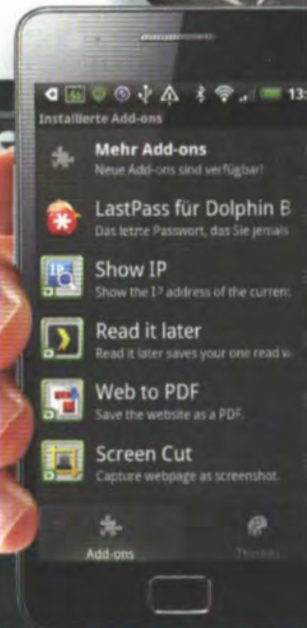 13:
Installierte Add-ons
Mehr Add-ons
Neue Add-ons sind verfügbar!
LastPass für Dolphin B
Das letzte Passwort, das Sie jemals
Show IP
Show the IP address of the current
Read it later
Read it later saves your one read w
Web to PDF
Save the website as a PDF.
Screen Cut
Capture webpage as screenshot.
Add-ons
Themes